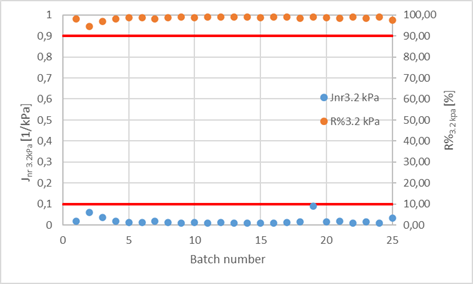 1 100,00
0,9 90,00
0,8 80,00
0,7 70,00
0,6 60,00
0,5 50,00
0,4 40,00
0,3 30,00
0,2 20,00
0,1 10,00
0 0,00
0 5 10 15 20 25
Jnr 3.2kPa [1/kPa]
R%3.2 kpa [%]
Jnr3.2 kPa
R%3.2 kPa
Batch number